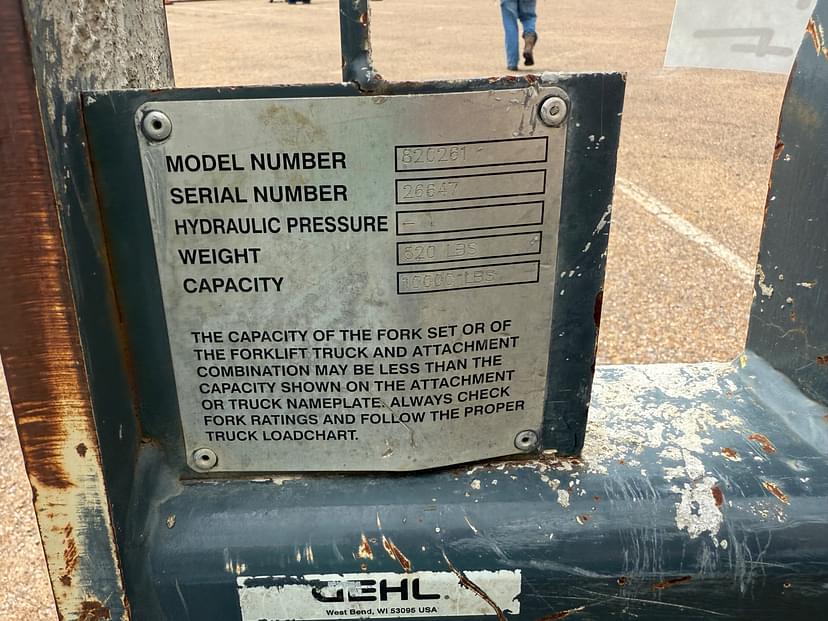 MODEL NUMBER 820261
SERIAL NUMBER 26647
HYDRAULIC PRESSURE -
WEIGHT 520 LBS
CAPACITY 10000 LBS
THE CAPACITY OF THE FORK SET OR OF
THE FORKLIFT TRUCK AND ATTACHMENT
COMBINATION MAY BE LESS THAN THE
CAPACITY SHOWN ON THE ATTACHMENT
OR TRUCK NAMEPLATE. ALWAYS CHECK
FORK RATINGS AND FOLLOW THE PROPER
TRUCK LOADCHART.
GEHL.
West Bend, WI 53095 USA